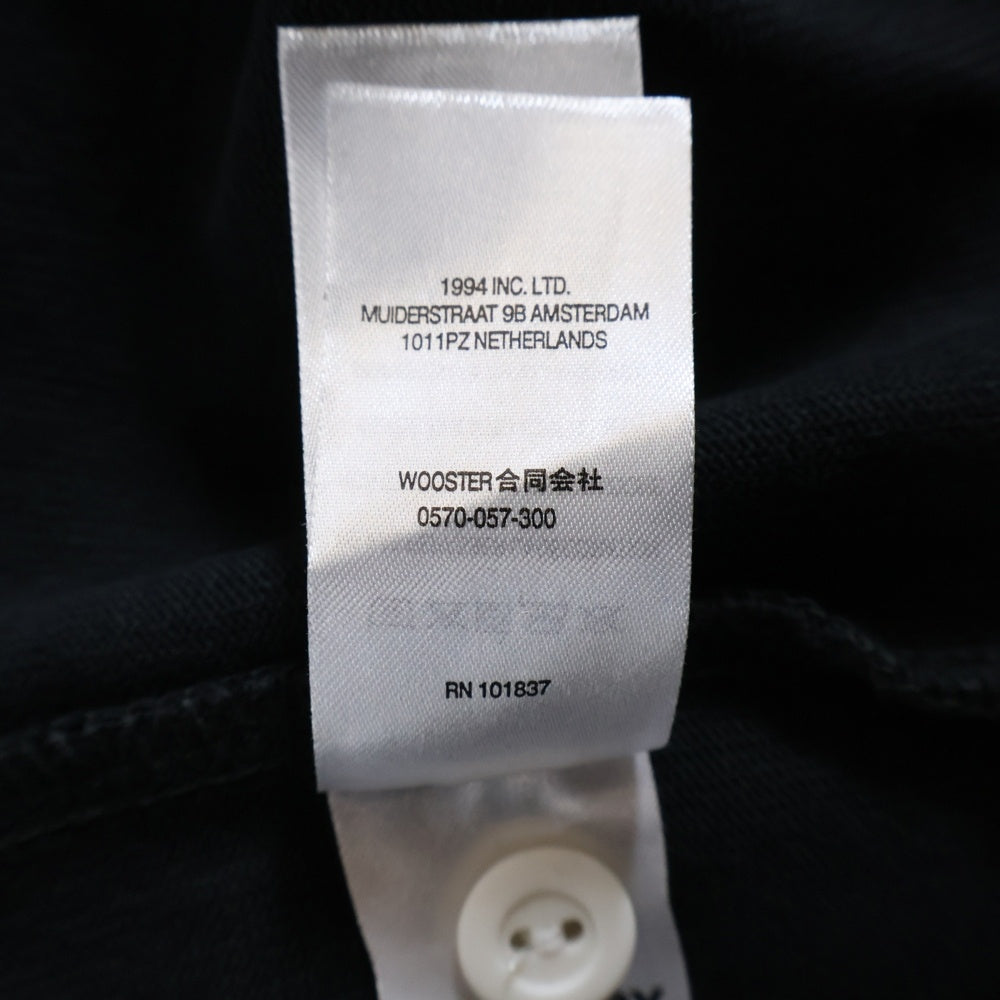 1994 INC. LTD.
MUIDERSTRAAT 9B AMSTERDAM
1011PZ NETHERLANDS
WOOSTER合同会社
0570-057-300
RN 101837